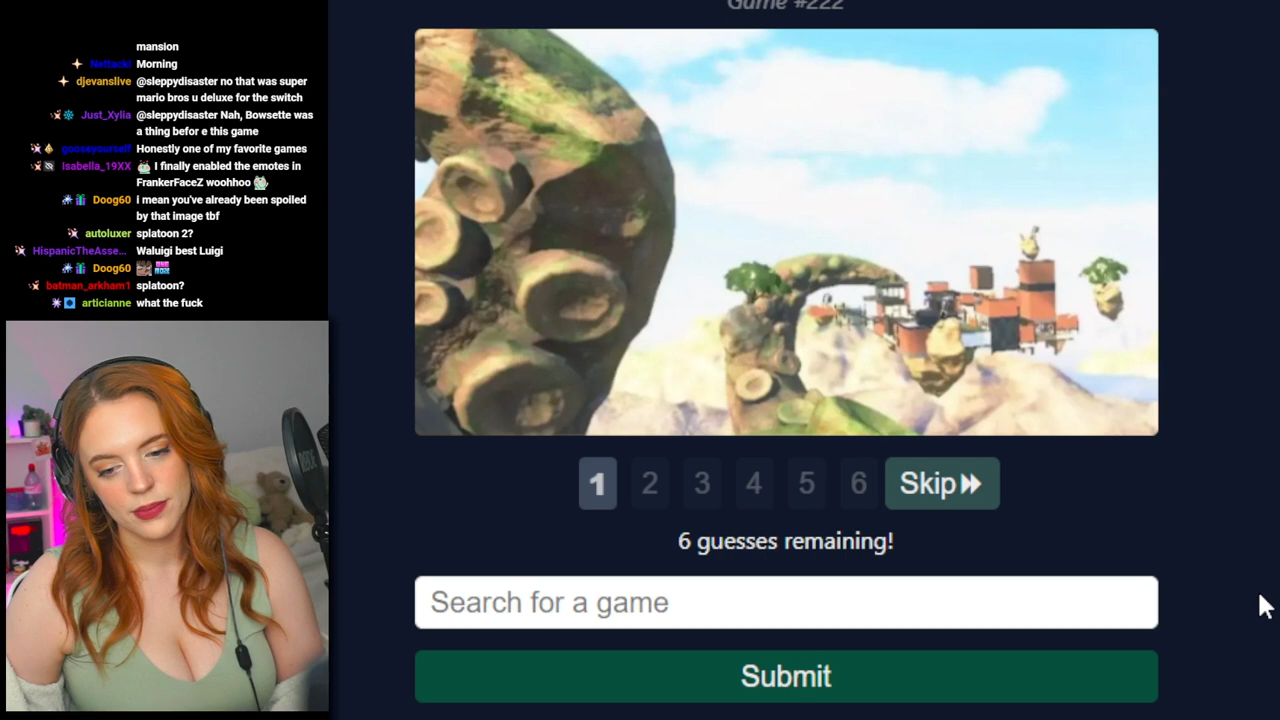 Game #222
mansion
Nettacki Morning
djevanslive @sleppydisaster no that was super
mario bros u deluxe for the switch
Just_Xylia @sleppydisaster Nah, Bowsette was
a thing befor e this game
gooseyourself Honestly one of my favorite games
Isabella_19XX I finally enabled the emotes in
FrankerFaceZ woohhoo
Doog60 i mean you've already been spoiled
by that image tbf
autoluxer splatoon 2?
HispanicTheAsse... Waluigi best Luigi
Doog60
batman_arkham1 splatoon?
articianne what the fuck
1 2 3 4 5 6 Skip
6 guesses remaining!
Search for a game
Submit